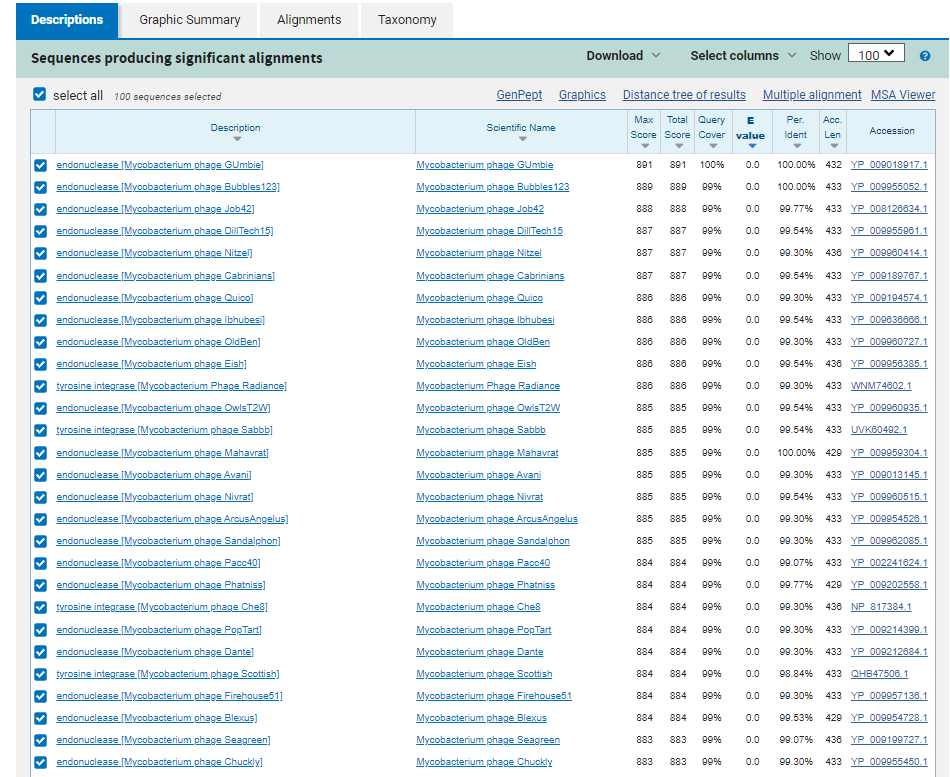 Descriptions Graphic Summary Alignments Taxonomy
Sequences producing significant alignments Download Select columns Show 100 ?
select all 100 sequences selected GenPept Graphics Distance tree of results Multiple alignment MSA Viewer
Description Scientific Name Max Score Total Score Query Cover E value Per. Ident Acc. Len Accession
endonuclease [Mycobacterium phage GUmbie] Mycobacterium phage GUmbie 891 891 100% 0.0 100.00% 432 YP_009018917.1
endonuclease [Mycobacterium phage Bubbles123] Mycobacterium phage Bubbles123 889 889 99% 0.0 100.00% 433 YP_009955052.1
endonuclease [Mycobacterium phage Job42] Mycobacterium phage Job42 888 888 99% 0.0 99.77% 433 YP_008126634.1
endonuclease [Mycobacterium phage DillTech15] Mycobacterium phage DillTech15 887 887 99% 0.0 99.54% 433 YP_009955961.1
endonuclease [Mycobacterium phage Nitzel] Mycobacterium phage Nitzel 887 887 99% 0.0 99.30% 436 YP_009960414.1
endonuclease [Mycobacterium phage Cabrinians] Mycobacterium phage Cabrinians 887 887 99% 0.0 99.54% 433 YP_009189767.1
endonuclease [Mycobacterium phage Quico] Mycobacterium phage Quico 886 886 99% 0.0 99.30% 433 YP_009194574.1
endonuclease [Mycobacterium phage Ibhubesi] Mycobacterium phage Ibhubesi 886 886 99% 0.0 99.54% 433 YP_009636666.1
endonuclease [Mycobacterium phage OldBen] Mycobacterium phage OldBen 886 886 99% 0.0 99.30% 433 YP_009960727.1
endonuclease [Mycobacterium phage Eish] Mycobacterium phage Eish 886 886 99% 0.0 99.54% 436 YP_009956385.1
tyrosine integrase [Mycobacterium Phage Radiance] Mycobacterium Phage Radiance 886 886 99% 0.0 99.30% 433 WNM74602.1
endonuclease [Mycobacterium phage OwlsT2W] Mycobacterium phage OwlsT2W 885 885 99% 0.0 99.54% 433 YP_009960935.1
tyrosine integrase [Mycobacterium phage Sabbb] Mycobacterium phage Sabbb 885 885 99% 0.0 99.54% 433 UVK60492.1
endonuclease [Mycobacterium phage Mahavrat] Mycobacterium phage Mahavrat 885 885 99% 0.0 100.00% 429 YP_009959304.1
endonuclease [Mycobacterium phage Avani] Mycobacterium phage Avani 885 885 99% 0.0 99.30% 433 YP_009013145.1
endonuclease [Mycobacterium phage Nivrat] Mycobacterium phage Nivrat 885 885 99% 0.0 99.54% 433 YP_009960515.1
endonuclease [Mycobacterium phage ArcusAngelus] Mycobacterium phage ArcusAngelus 885 885 99% 0.0 99.30% 433 YP_009954526.1
endonuclease [Mycobacterium phage Sandalphon] Mycobacterium phage Sandalphon 885 885 99% 0.0 99.30% 433 YP_009962085.1
endonuclease [Mycobacterium phage Pacc40] Mycobacterium phage Pacc40 884 884 99% 0.0 99.07% 433 YP_002241624.1
endonuclease [Mycobacterium phage Phatniss] Mycobacterium phage Phatniss 884 884 99% 0.0 99.77% 429 YP_009202558.1
tyrosine integrase [Mycobacterium phage Che8] Mycobacterium phage Che8 884 884 99% 0.0 99.30% 436 NP_817384.1
endonuclease [Mycobacterium phage PopTart] Mycobacterium phage PopTart 884 884 99% 0.0 99.30% 433 YP_009214399.1
endonuclease [Mycobacterium phage Dante] Mycobacterium phage Dante 884 884 99% 0.0 99.30% 433 YP_009212684.1
tyrosine integrase [Mycobacterium phage Scottish] Mycobacterium phage Scottish 884 884 99% 0.0 98.84% 433 QHB47506.1
endonuclease [Mycobacterium phage Firehouse51] Mycobacterium phage Firehouse51 884 884 99% 0.0 99.30% 433 YP_009957136.1
endonuclease [Mycobacterium phage Blexus] Mycobacterium phage Blexus 884 884 99% 0.0 99.53% 429 YP_009954728.1
endonuclease [Mycobacterium phage Seagreen] Mycobacterium phage Seagreen 883 883 99% 0.0 99.07% 436 YP_009199727.1
endonuclease [Mycobacterium phage Chuckly] Mycobacterium phage Chuckly 883 883 99% 0.0 99.30% 433 YP_009955450.1